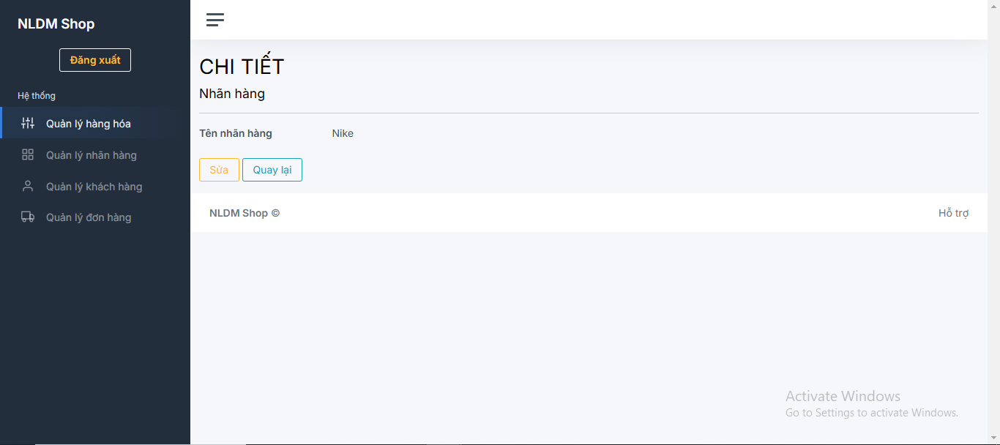 NLDM Shop
Đăng xuất
Hệ thống
Quản lý hàng hóa
Quản lý nhãn hàng
Quản lý khách hàng
Quản lý đơn hàng
CHI TIẾT
Nhãn hàng
Tên nhãn hàng Nike
Sửa Quay lại
NLDM Shop © Hỗ trợ
Activate Windows
Go to Settings to activate Windows.